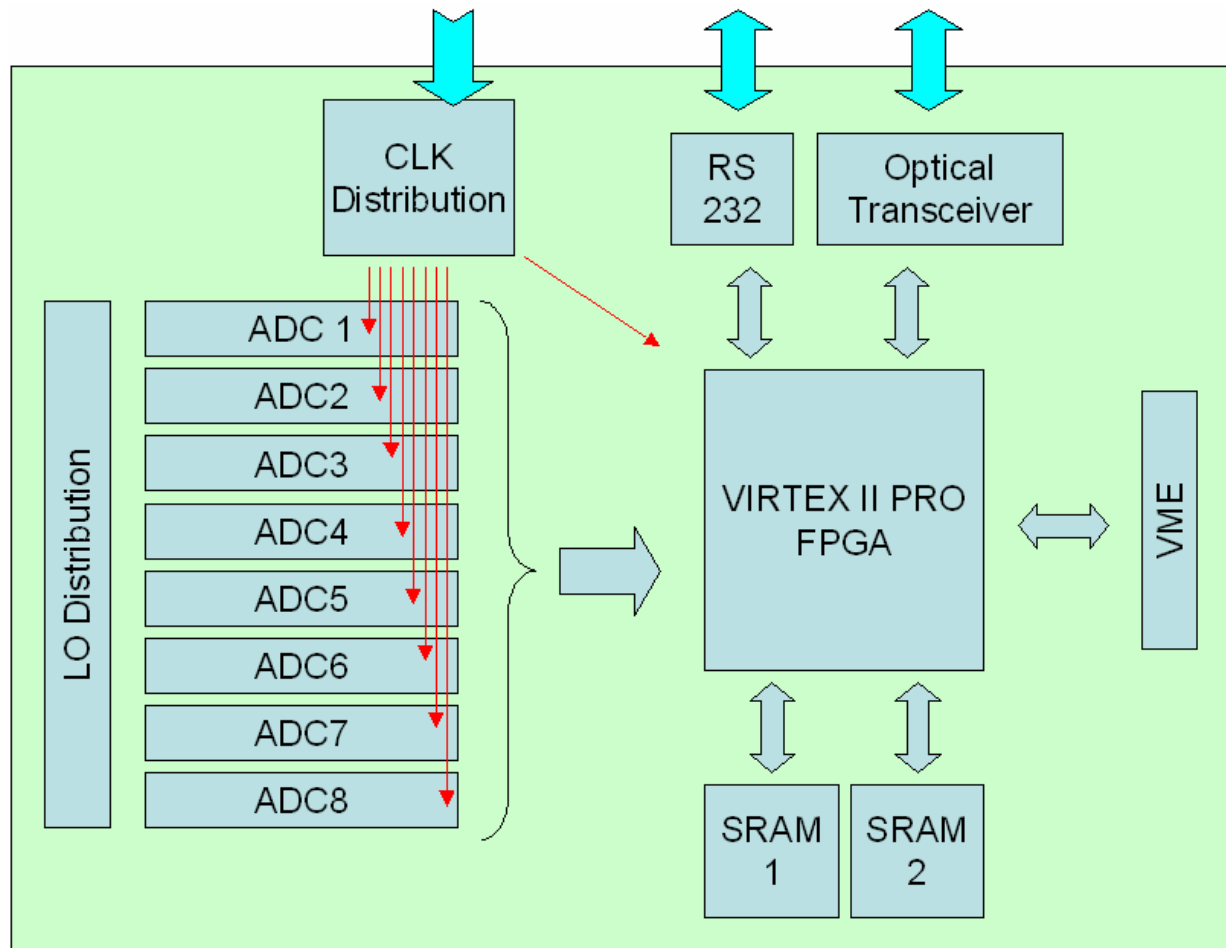 CLK
Distribution
RS
232
Optical
Transceiver
LO Distribution
ADC 1
ADC2
ADC3
ADC4
ADC5
ADC6
ADC7
ADC8
VIRTEX II PRO
FPGA
VME
SRAM
1
SRAM
2